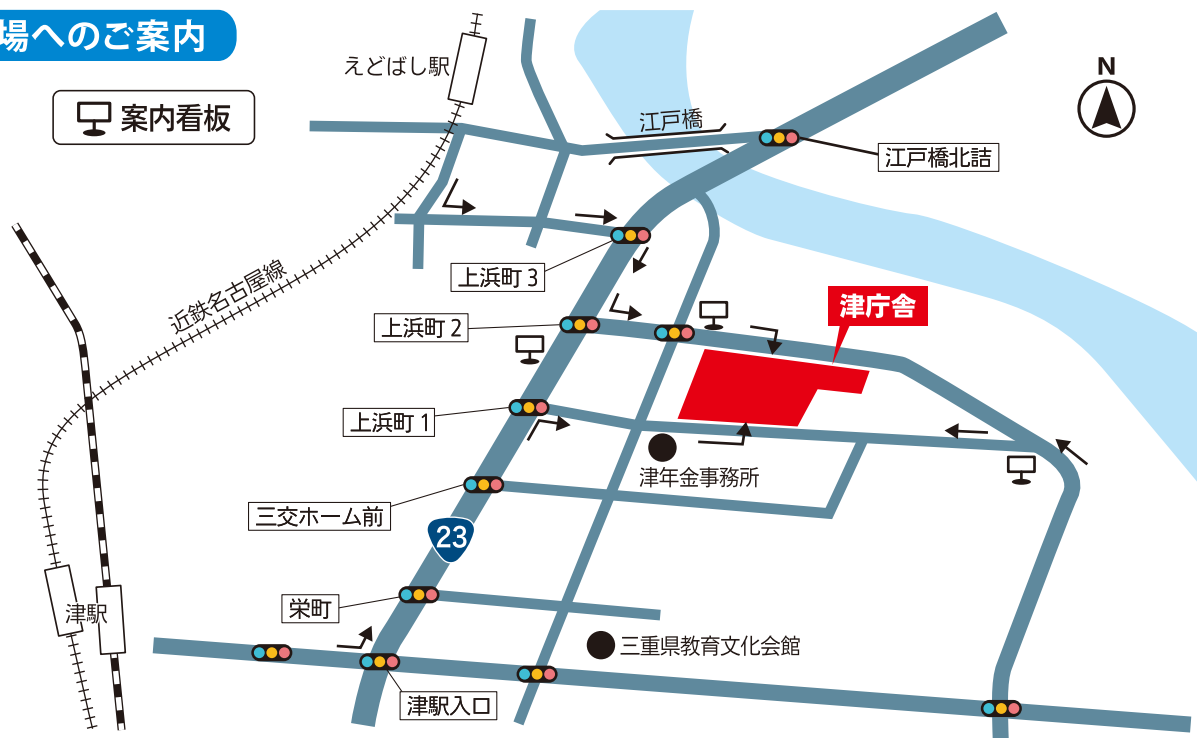 場へのご案内
案内看板
えどばし駅
江戸橋
N
江戸橋北詰
上浜町3
近鉄名古屋線
上浜町2
津庁舎
上浜町1
津年金事務所
三交ホーム前
23
栄町
津駅
三重県教育文化会館
津駅入口